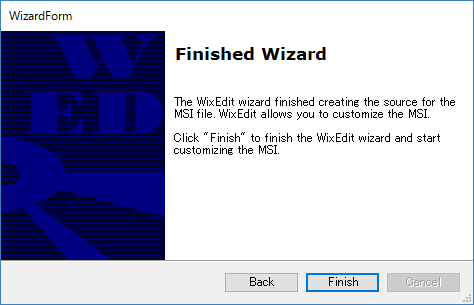 WizardForm
W
ED
Finished Wizard
The WixEdit wizard finished creating the source for the
MSI file. WixEdit allows you to customize the MSI.
Click "Finish" to finish the WixEdit wizard and start
customizing the MSI.
Back
Finish
Cancel